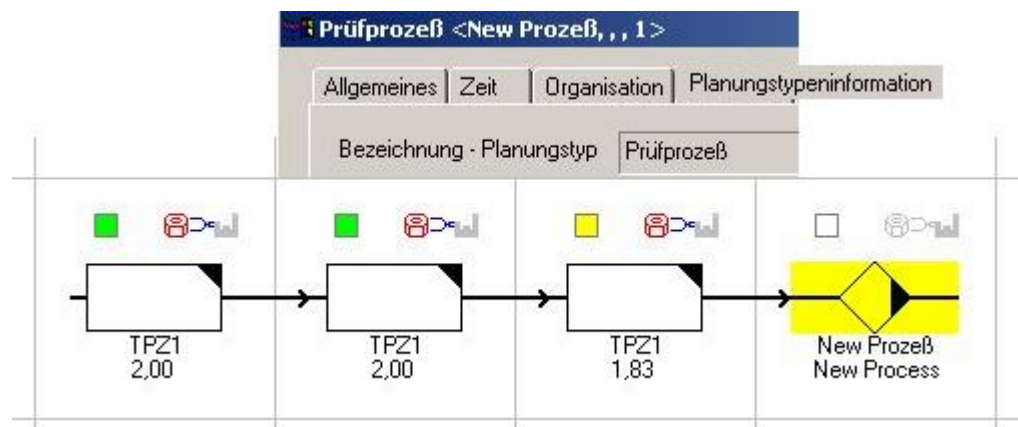 Prüfprozeß <New Prozeß, , , 1>
Allgemeines Zeit Organisation Planungstypeninformation
Bezeichnung - Planungstyp Prüfprozeß
TPZ1 TPZ1 TPZ1 New Prozeß
2,00 2,00 1,83 New Process